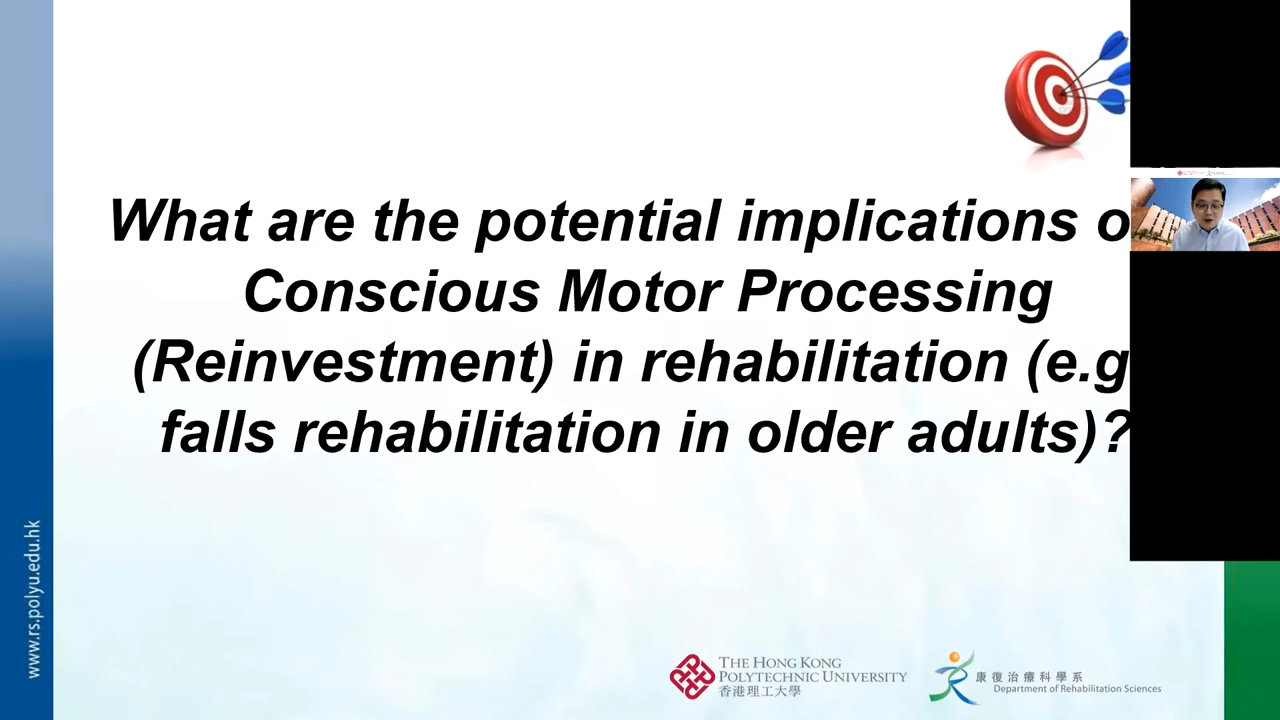 What are the potential implications o
Conscious Motor Processing
(Reinvestment) in rehabilitation (e.g
falls rehabilitation in older adults)?
www.rs.polyu.edu.hk
THE HONG KONG
POLYTECHNIC UNIVERSITY
香港理工大學
康復治療科學系
Department of Rehabilitation Sciences